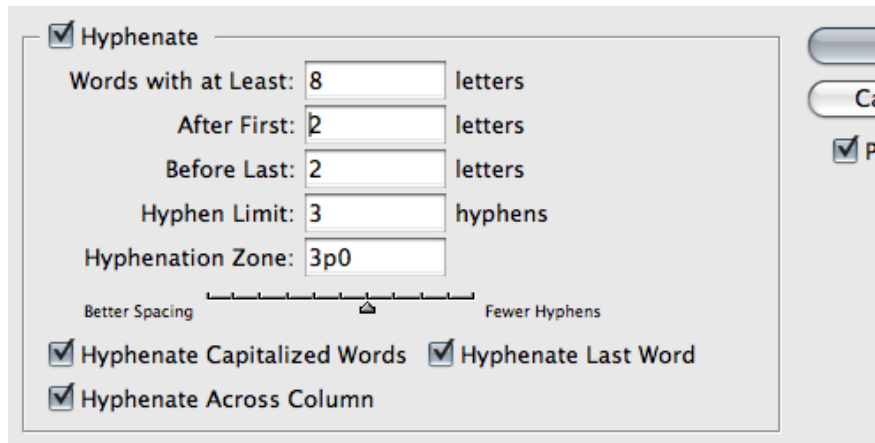 Hyphenate
Words with at Least: 8 letters
After First: 2 letters
Before Last: 2 letters
Hyphen Limit: 3 hyphens
Hyphenation Zone: 3p0
Better Spacing Fewer Hyphens
Hyphenate Capitalized Words Hyphenate Last Word
Hyphenate Across Column